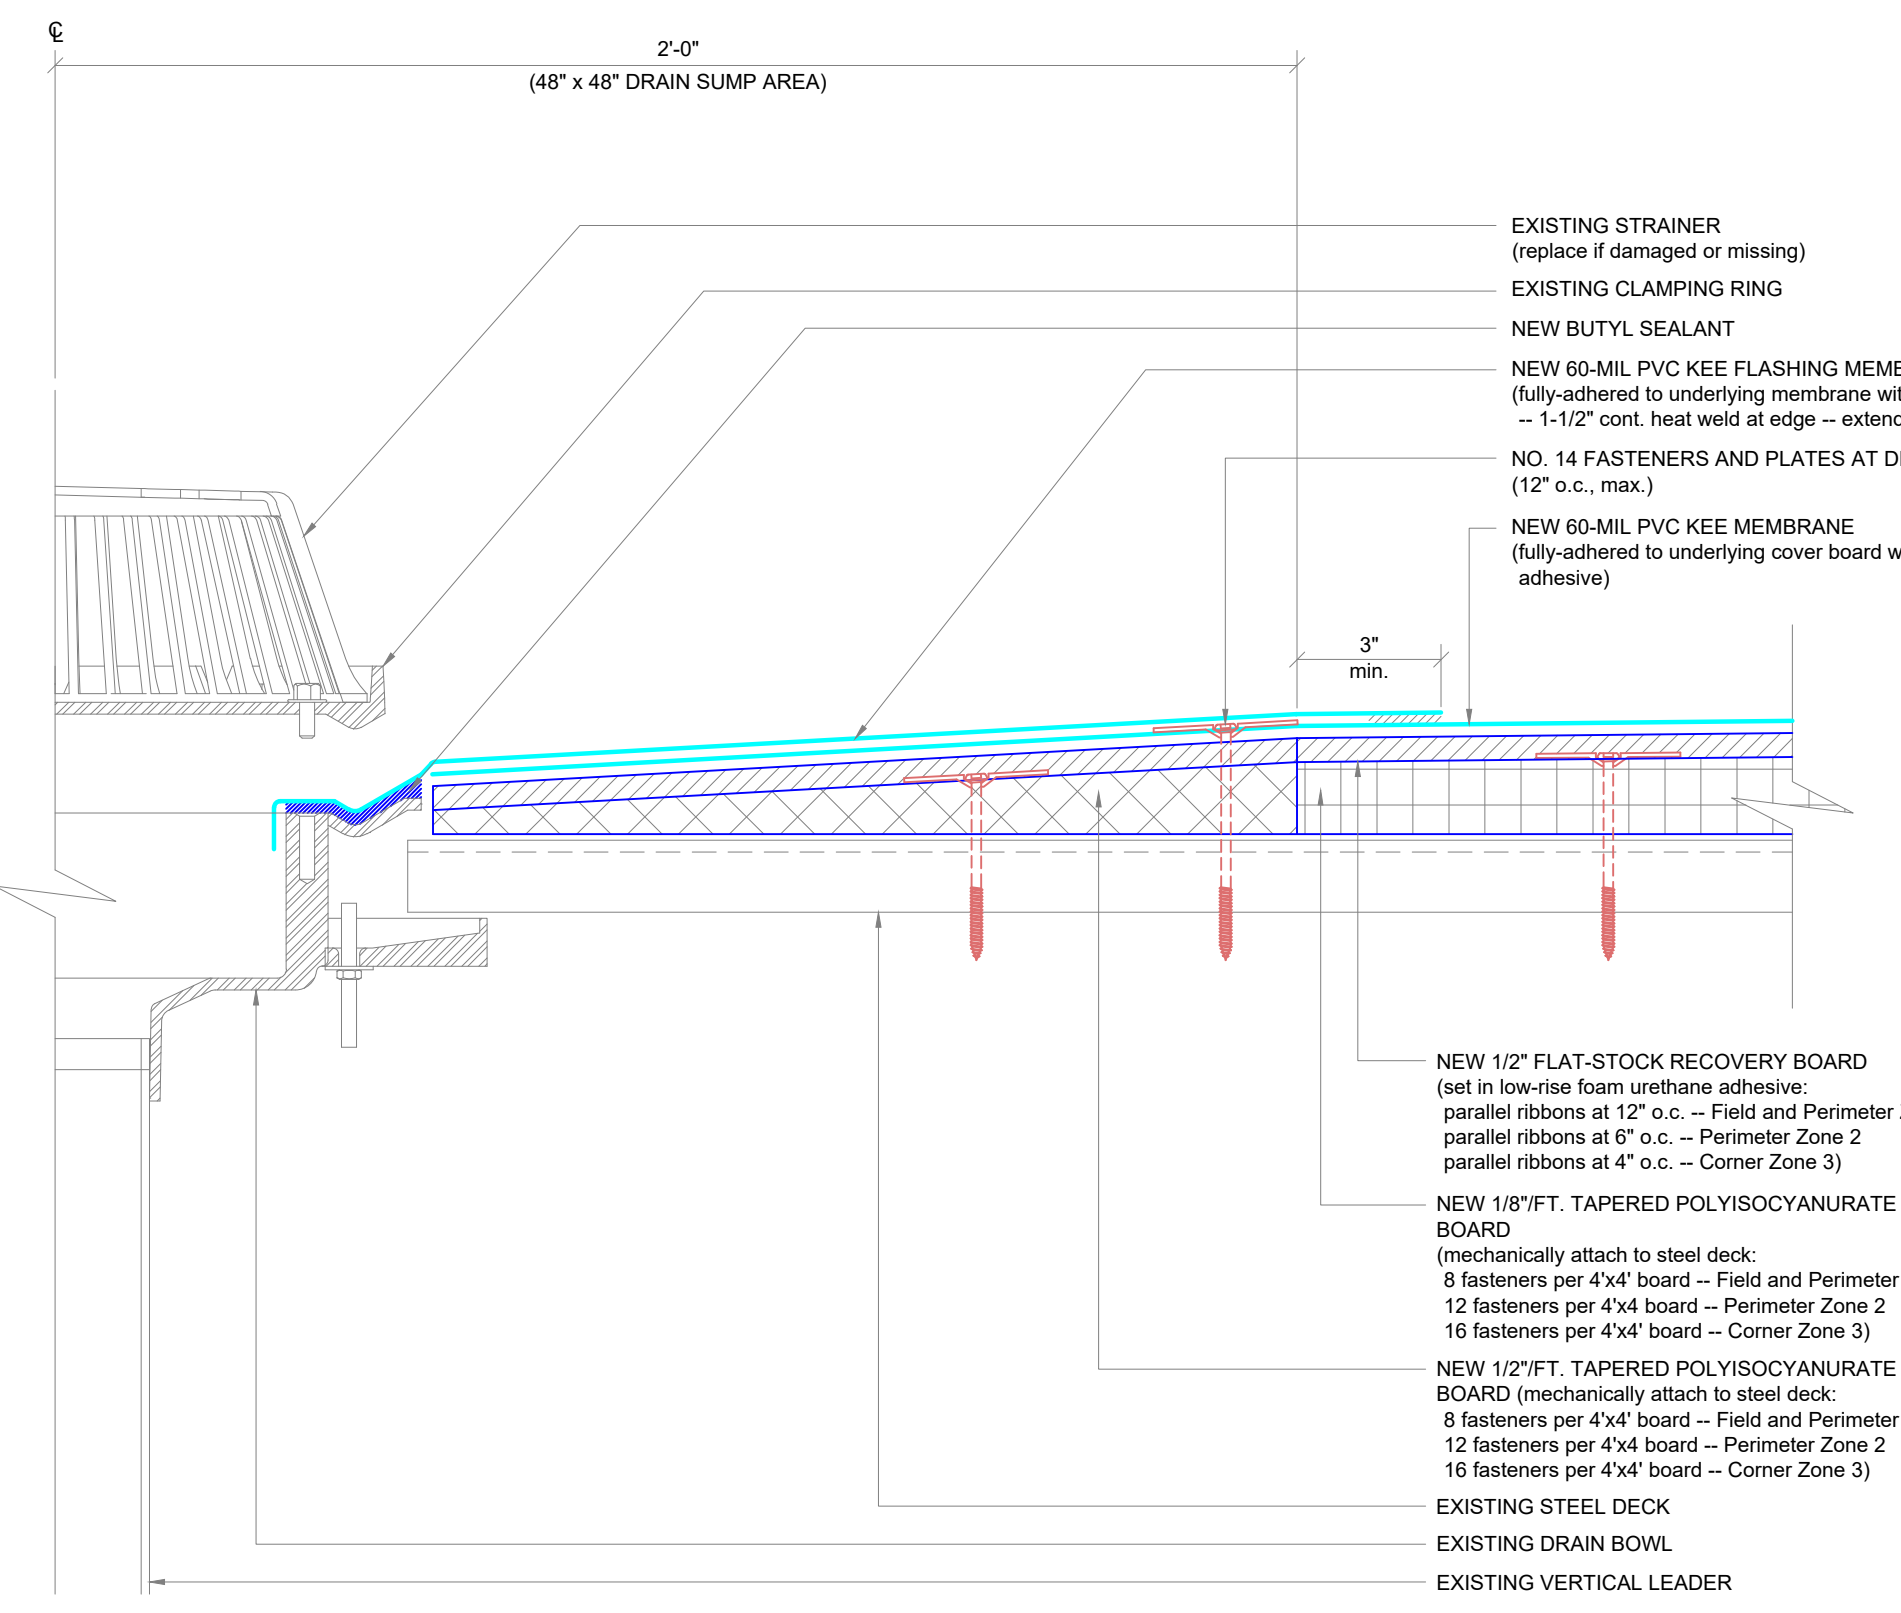 ℄
2'-0"
(48" x 48" DRAIN SUMP AREA)
EXISTING STRAINER
(replace if damaged or missing)
EXISTING CLAMPING RING
NEW BUTYL SEALANT
NEW 60-MIL PVC KEE FLASHING
(fully-adhered to underlying membrane
-- 1-1/2" cont. heat weld at edge --
NO. 14 FASTENERS AND PLATES AT
(12" o.c., max.)
NEW 60-MIL PVC KEE MEMBRANE
(fully-adhered to underlying cover board
adhesive)
3"
min.
NEW 1/2" FLAT-STOCK RECOVERY BOARD
(set in low-rise foam urethane adhesive:
parallel ribbons at 12" o.c. -- Field and Perimeter
parallel ribbons at 6" o.c. -- Perimeter Zone 2
parallel ribbons at 4" o.c. -- Corner Zone 3)
NEW 1/8"/FT. TAPERED POLYISOCYANURATE
BOARD
(mechanically attach to steel deck:
8 fasteners per 4'x4' board -- Field and Perimeter
12 fasteners per 4'x4 board -- Perimeter Zone 2
16 fasteners per 4'x4' board -- Corner Zone 3)
NEW 1/2"/FT. TAPERED POLYISOCYANURATE
BOARD (mechanically attach to steel deck:
8 fasteners per 4'x4' board -- Field and Perimeter
12 fasteners per 4'x4 board -- Perimeter Zone 2
16 fasteners per 4'x4' board -- Corner Zone 3)
EXISTING STEEL DECK
EXISTING DRAIN BOWL
EXISTING VERTICAL LEADER